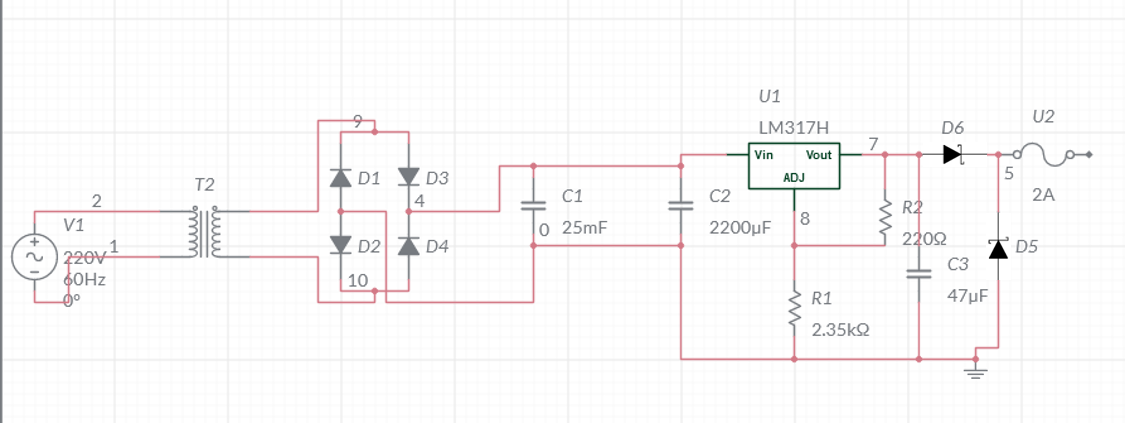 U1
LM317H
Vin
Vout
ADJ
7
D6
U2
5
2A
9
D1
D3
T2
4
2
V1
220V
60Hz
0°
1
D2
D4
10
C1
25mF
0
C2
2200µF
8
R2
220Ω
C3
47µF
D5
R1
2.35kΩ